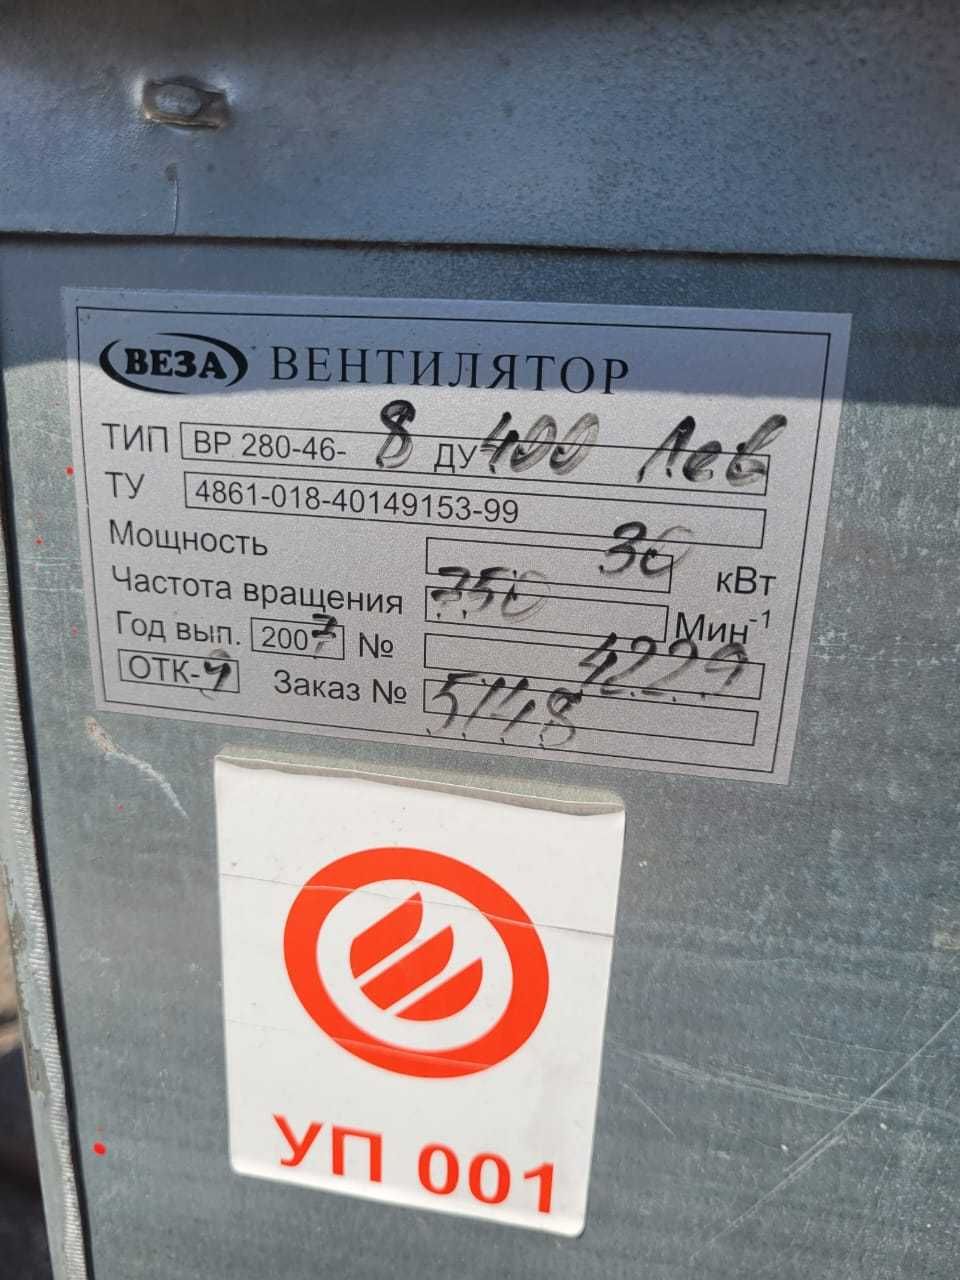 ВЕЗА ВЕНТИЛЯТОР
ТИП ВР 280-46- 8 ДУ 400 Лев
ТУ 4861-018-40149153-99
Мощность 30 кВт
Частота вращения 750 Мин-1
Год вып. 2007 № 4229
ОТК-9 Заказ № 5148
УП 001